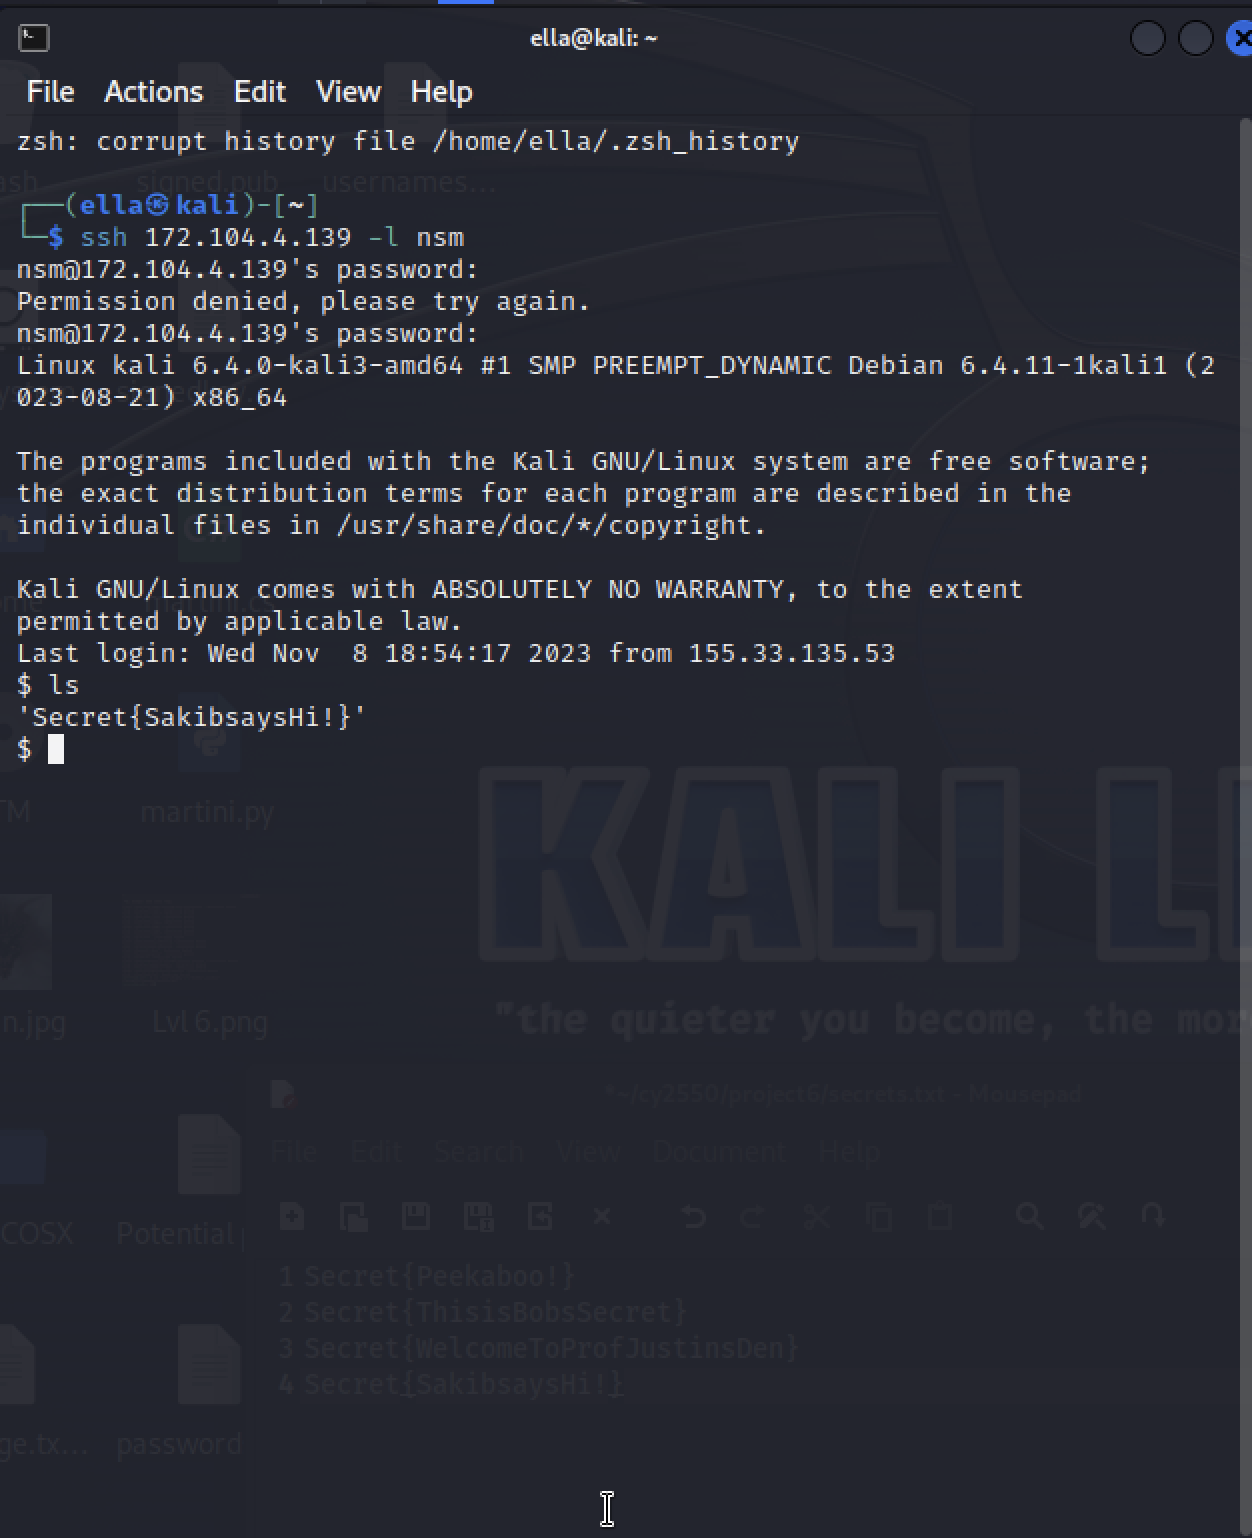 ella@kali: ~
File Actions Edit View Help
zsh: corrupt history file /home/ella/.zsh_history
ash signed.pub usernames...
┌──(ella㉿kali)-[~]
└─$ ssh 172.104.4.139 -l nsm
nsm@172.104.4.139's password:
Permission denied, please try again.
nsm@172.104.4.139's password:
Linux kali 6.4.0-kali3-amd64 #1 SMP PREEMPT_DYNAMIC Debian 6.4.11-1kali1 (2
023-08-21) x86_64
The programs included with the Kali GNU/Linux system are free software;
the exact distribution terms for each program are described in the
individual files in /usr/share/doc/*/copyright.
Kali GNU/Linux comes with ABSOLUTELY NO WARRANTY, to the extent
permitted by applicable law.
Last login: Wed Nov  8 18:54:17 2023 from 155.33.135.53
$ ls
'Secret{SakibsaysHi!}'
$
TM martini.py
KALI LI
n.jpg Lvl 6.png
"the quieter you become, the mor
*~/cy2550/project6/secrets.txt - Mousepad
File Edit Search View Document Help
COSX Potential
1 Secret{Peekaboo!}
2 Secret{ThisisBobsSecret}
3 Secret{WelcomeToProfJustinsDen}
4 Secret{SakibsaysHi!}
ge.tx... password